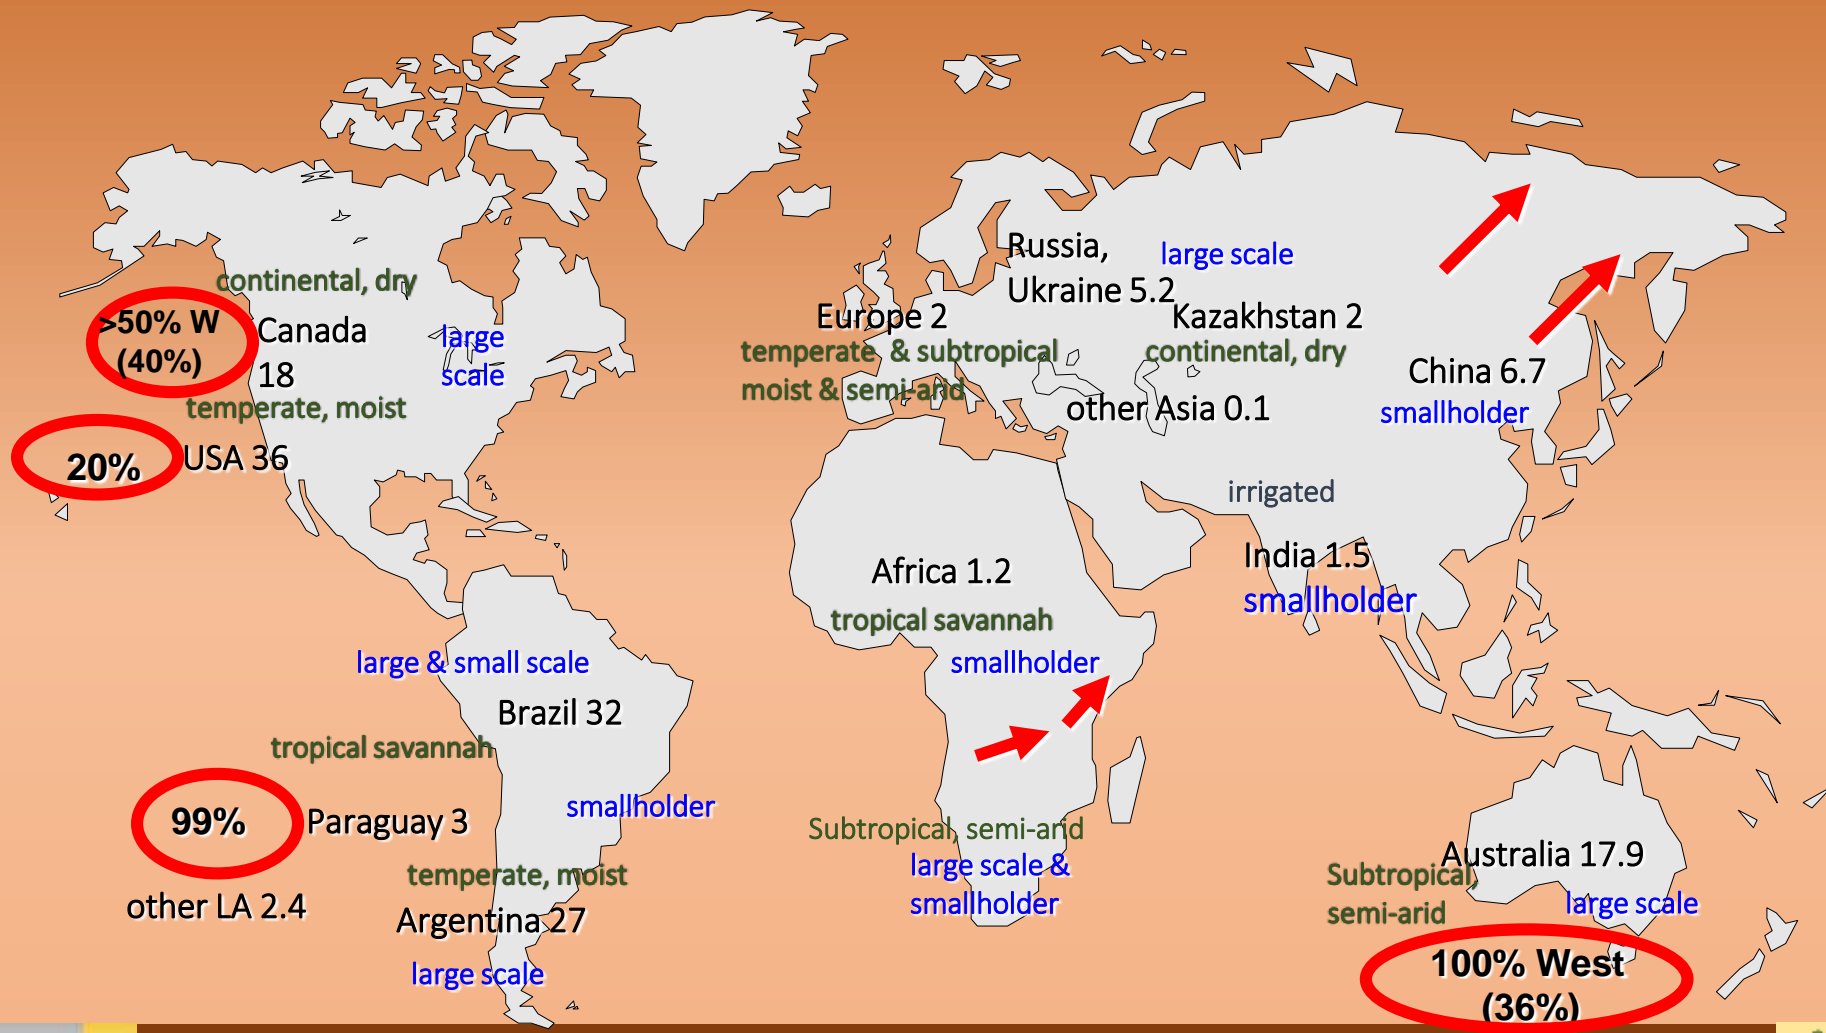 continental, dry
>50% W
(40%)
Canada
18
large
scale
temperate, moist
20%
USA 36
large & small scale
Brazil 32
tropical savannah
smallholder
99%
Paraguay 3
temperate, moist
other LA 2.4
Argentina 27
large scale
Russia,
Ukraine 5.2
large scale
Europe 2
Kazakhstan 2
temperate & subtropical
moist & semi-arid
continental, dry
other Asia 0.1
China 6.7
smallholder
irrigated
India 1.5
smallholder
Africa 1.2
tropical savannah
smallholder
Subtropical, semi-arid
large scale &
smallholder
Australia 17.9
Subtropical,
semi-arid
large scale
100% West
(36%)